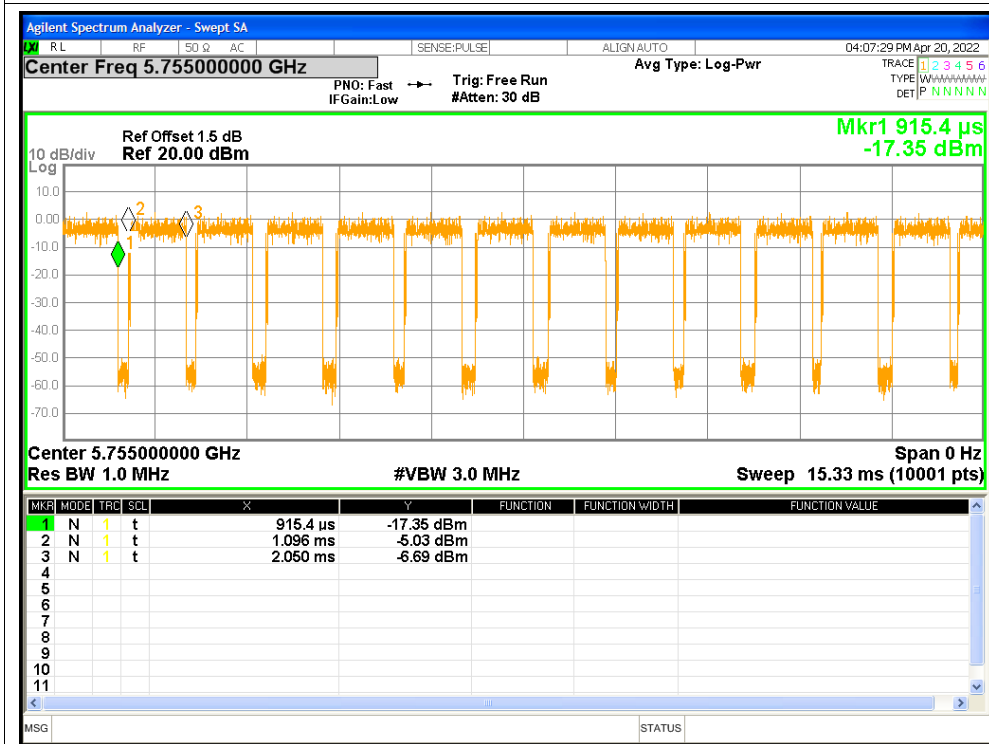 Agilent Spectrum Analyzer - Swept SA
LXI RL RF 50 Ω AC SENSE:PULSE ALIGN AUTO 04:07:29 PM Apr 20, 2022
Center Freq 5.755000000 GHz Avg Type: Log-Pwr TRACE 1 2 3 4 5 6
PNO: Fast Trig: Free Run TYPE WWWWWW
IFGain:Low #Atten: 30 dB DET P N N N N N
Mkr1 915.4 µs
Ref Offset 1.5 dB
10 dB/div Ref 20.00 dBm -17.35 dBm
Log
10.0
0.00
-10.0
-20.0
-30.0
-40.0
-50.0
-60.0
-70.0
1
2
3
Center 5.755000000 GHz Span 0 Hz
Res BW 1.0 MHz #VBW 3.0 MHz Sweep 15.33 ms (10001 pts)
MKR MODE TRC SCL X Y FUNCTION FUNCTION WIDTH FUNCTION VALUE
1 N 1 t 915.4 µs -17.35 dBm
2 N 1 t 1.096 ms -5.03 dBm
3 N 1 t 2.050 ms -6.69 dBm
4
5
6
7
8
9
10
11
MSG STATUS